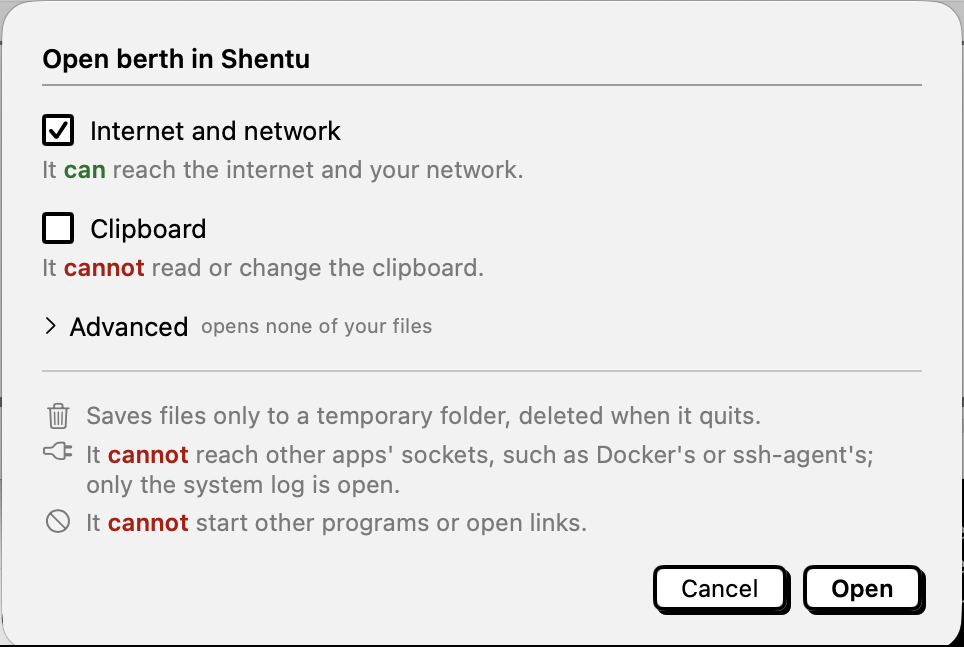 Open berth in Shentu
Internet and network
It can reach the internet and your network.
Clipboard
It cannot read or change the clipboard.
Advanced opens none of your files
Saves files only to a temporary folder, deleted when it quits.
It cannot reach other apps' sockets, such as Docker's or ssh-agent's;
only the system log is open.
It cannot start other programs or open links.
Cancel Open